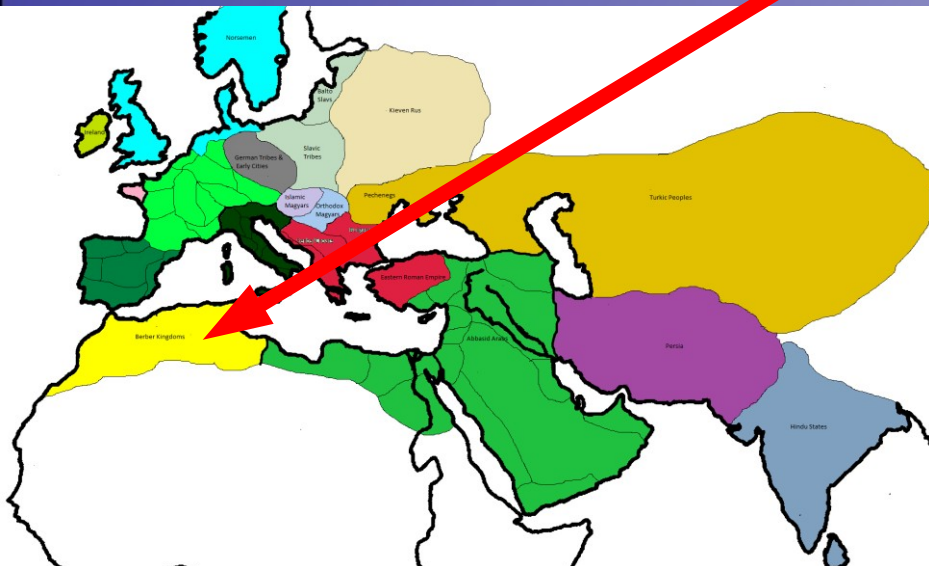 Norsemen
Balto
Slavs
Kieven Rus
Ireland
Slavic
Tribes
German Tribes &
Early Cities
Islamic
Magyars
Orthodox
Magyars
Pechenegs
Turkic Peoples
Eastern Roman Empire
Berber Kingdoms
Abbasid Arabs
Persia
Hindu States